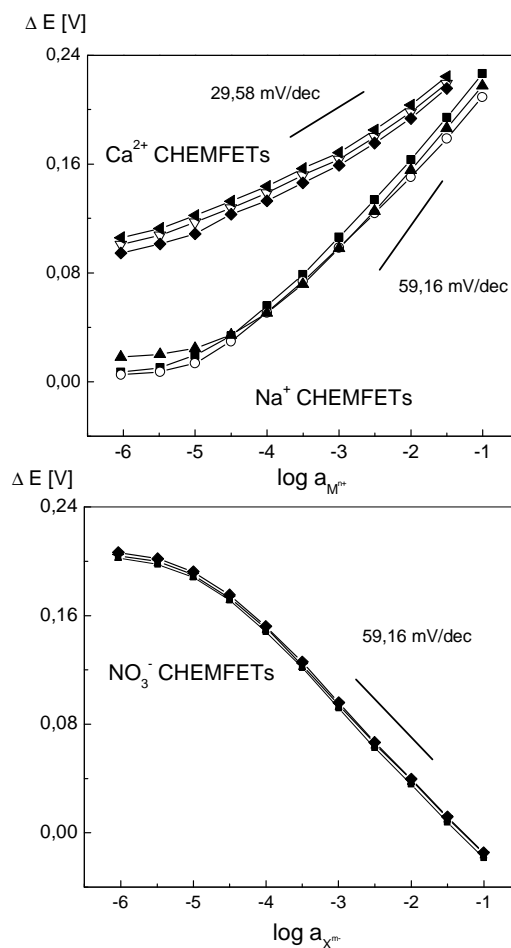 Δ E [V]
0,24
0,16
0,08
0,00
29,58 mV/dec
Ca²⁺ CHEMFETs
59,16 mV/dec
Na⁺ CHEMFETs
-6 -5 -4 -3 -2 -1
log a_Mⁿ⁺
Δ E [V]
0,24
0,16
0,08
0,00
59,16 mV/dec
NO₃⁻ CHEMFETs
-6 -5 -4 -3 -2 -1
log a_Xᵐ⁻